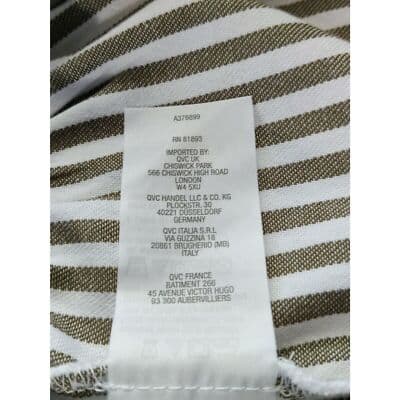 A376899
RN 81893
IMPORTED BY:
QVC UK
CHISWICK PARK
566 CHISWICK HIGH ROAD
LONDON
W4 5XU
QVC HANDEL LLC & CO. KG
PLOCKSTR. 30
40221 DÜSSELDORF
GERMANY
QVC ITALIA S.R.L
VIA GUZZINA 18
20861 BRUGHERIO (MB)
ITALY
QVC FRANCE
BATIMENT 266
45 AVENUE VICTOR HUGO
93 300 AUBERVILLIERS